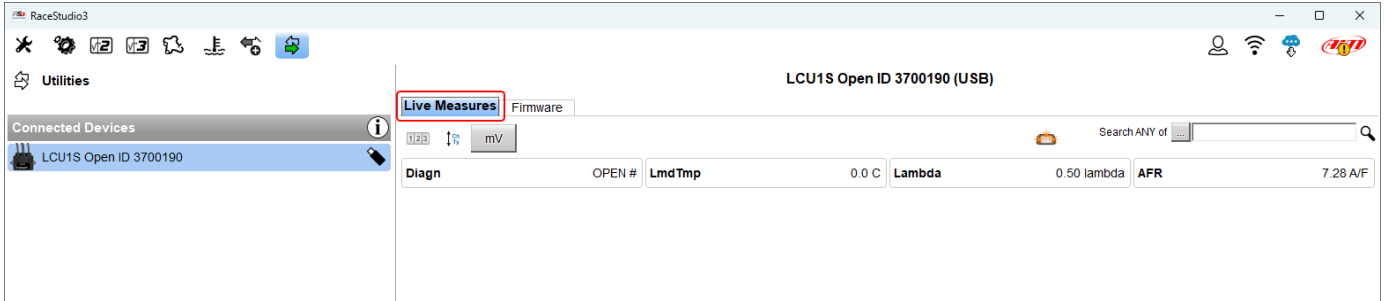 RaceStudio3
Utilities
LCU1S Open ID 3700190 (USB)
Live Measures Firmware
Connected Devices
mV Search ANY of ...
LCU1S Open ID 3700190
Diagn OPEN # LmdTmp 0.0 C Lambda 0.50 lambda AFR 7.28 A/F